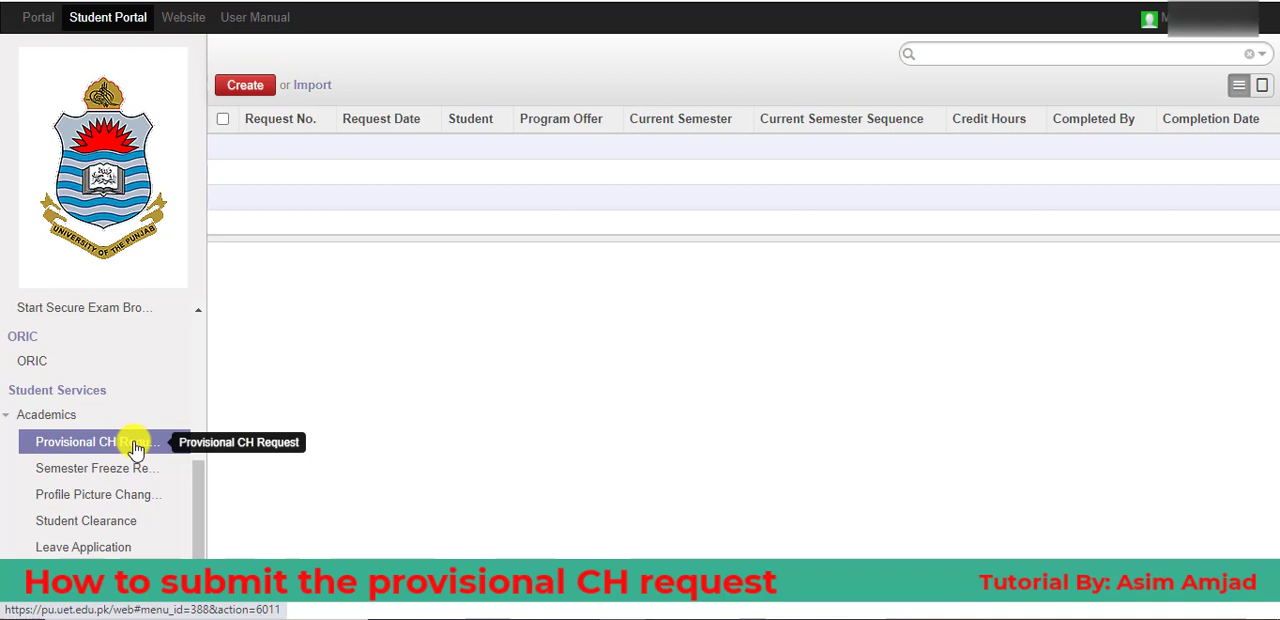 Portal Student Portal Website User Manual
M
Create or Import
Request No. Request Date Student Program Offer Current Semester Current Semester Sequence Credit Hours Completed By Completion Date
UNIVERSITY OF THE PUNJAB
Start Secure Exam Bro...
ORIC
ORIC
Student Services
Academics
Provisional CH Requ... Provisional CH Request
Semester Freeze Re...
Profile Picture Chang...
Student Clearance
Leave Application
How to submit the provisional CH request Tutorial By: Asim Amjad
https://pu.uet.edu.pk/web#menu_id=388&action=6011